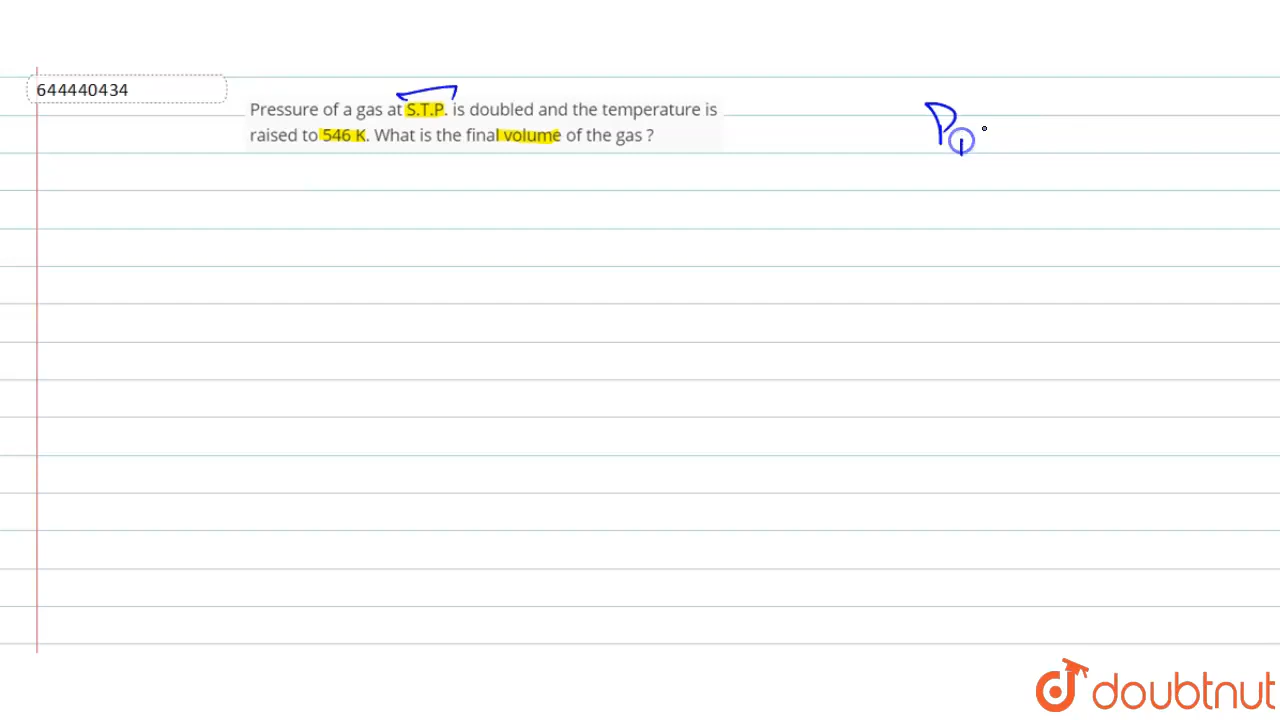 644440434
Pressure of a gas at S.T.P. is doubled and the temperature is
raised to 546 K. What is the final volume of the gas ?
P1
doubtnut